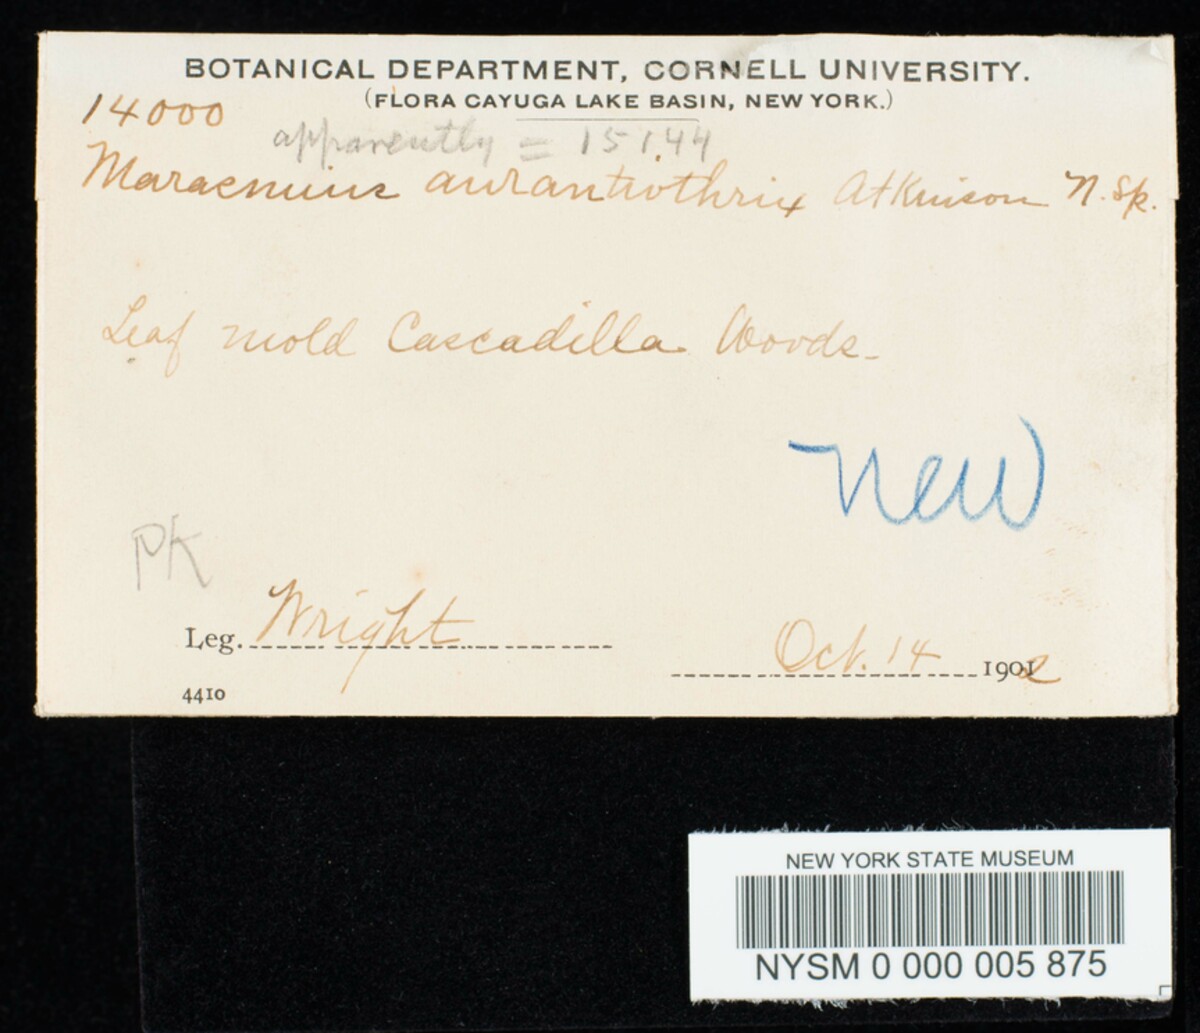 BOTANICAL DEPARTMENT, CORNELL UNIVERSITY.
(FLORA CAYUGA LAKE BASIN, NEW YORK.)
14000
apparently = 15144
Marasmius aurantiothrix Atkinson N. Sp.
Leaf mold Cascadilla Woods
New
PK
Leg. Wright
Oct. 14 1902
4410
NEW YORK STATE MUSEUM
NYSM 0 000 005 875